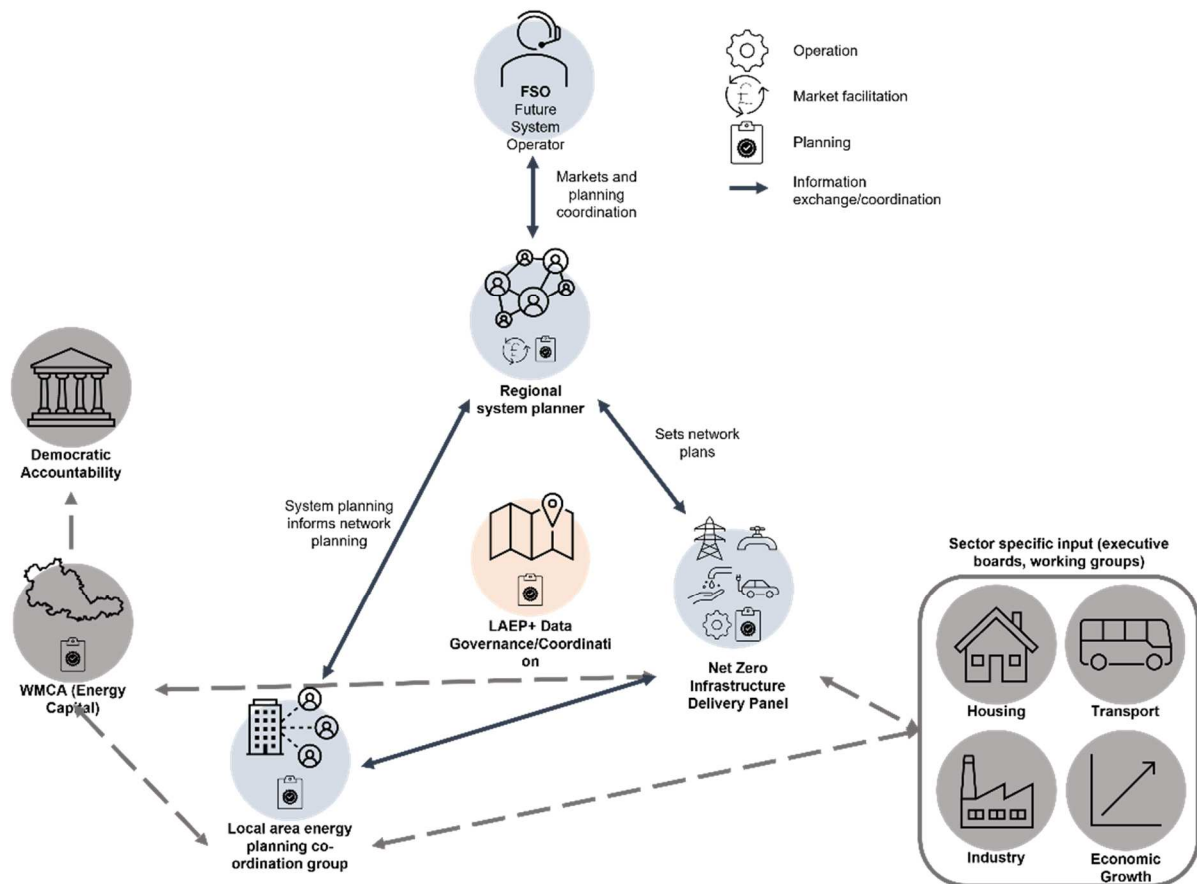 FSO
Future
System
Operator
Operation
Market facilitation
Planning
Information
exchange/coordination
Markets and
planning
coordination
£
£
Regional
system planner
Democratic
Accountability
Sets network
plans
System planning
informs network
planning
Sector specific input (executive
boards, working groups)
LAEP+ Data
Governance/Coordinati
on
WMCA (Energy
Capital)
Net Zero
Infrastructure
Delivery Panel
Housing
Transport
Local area energy
planning co-
ordination group
Industry
Economic
Growth